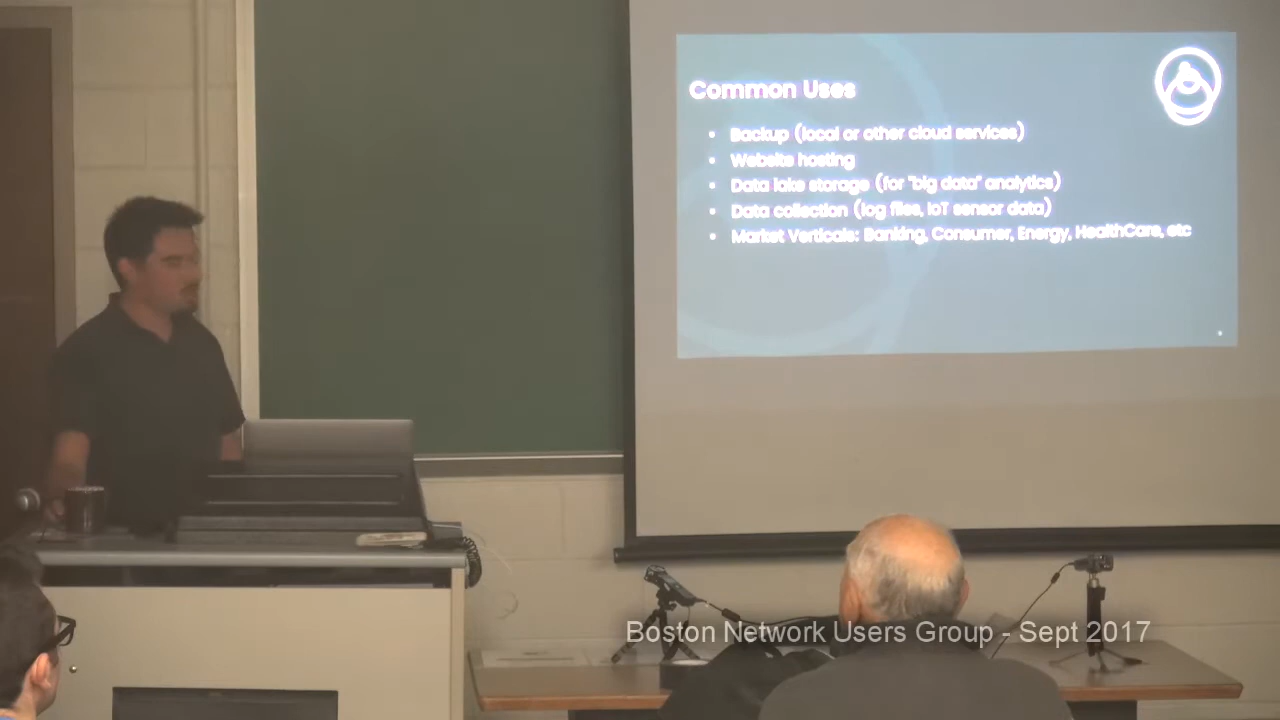 Common Uses
• Backup (local or other cloud services)
• Website hosting
• Data lake storage (for "big data" analytics)
• Data collection (log files, IoT sensor data)
• Market Verticals: Banking, Consumer, Energy, HealthCare, etc
Boston Network Users Group - Sept 2017